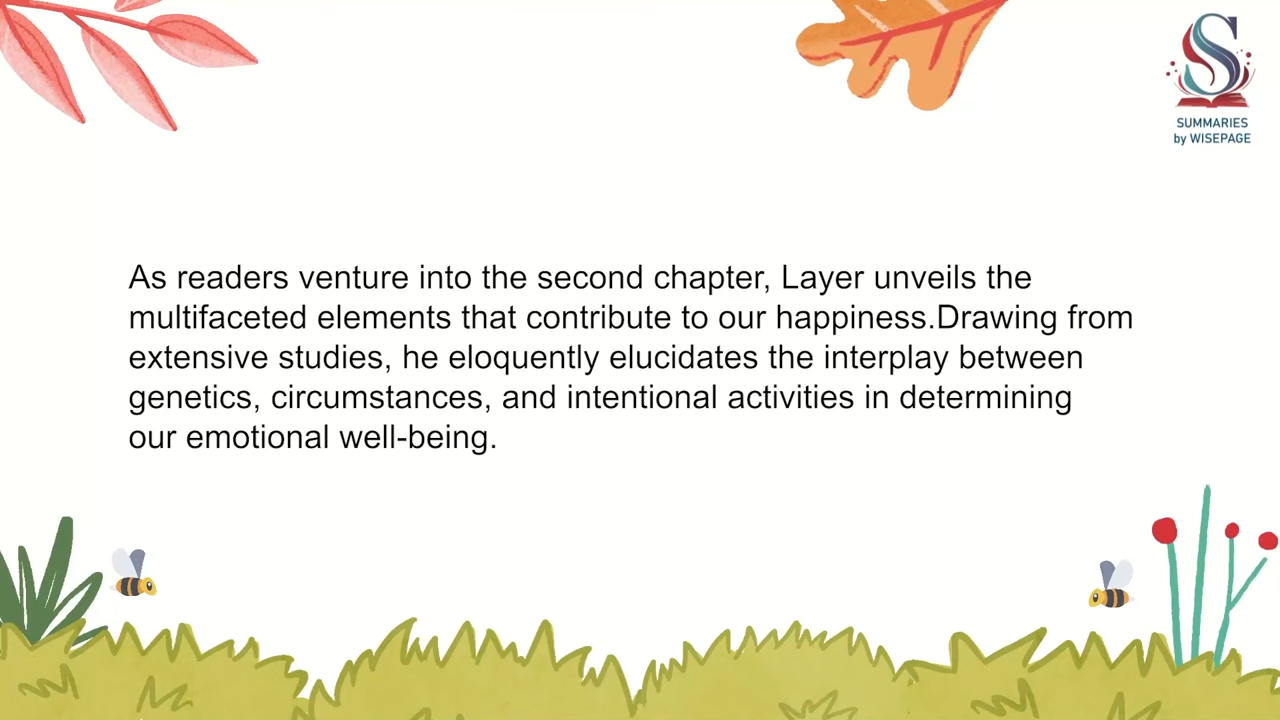 SUMMARIES
by WISEPAGE
As readers venture into the second chapter, Layer unveils the
multifaceted elements that contribute to our happiness.Drawing from
extensive studies, he eloquently elucidates the interplay between
genetics, circumstances, and intentional activities in determining
our emotional well-being.